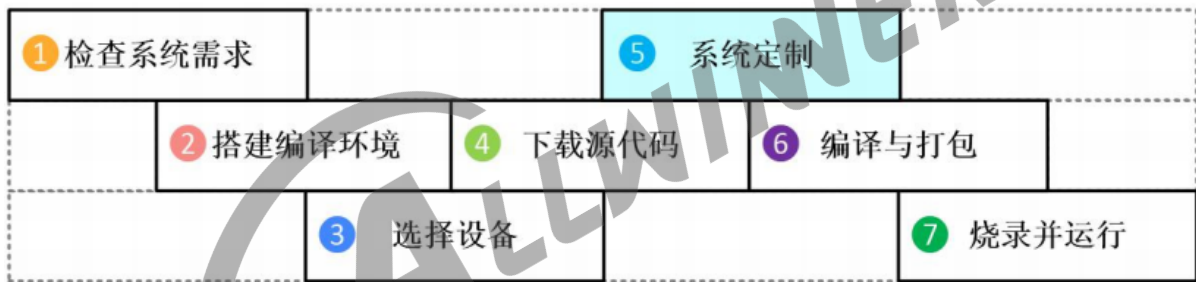 1 检查系统需求
5 系统定制
2 搭建编译环境
4 下载源代码
6 编译与打包
3 选择设备
7 烧录并运行
ALLWINNER